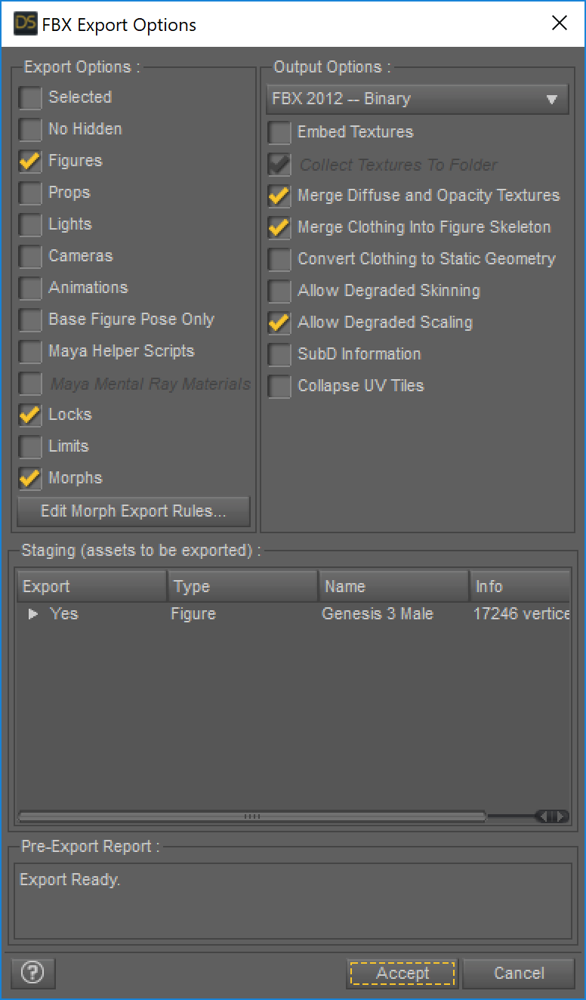 DS FBX Export Options
Export Options :
Selected
No Hidden
Figures
Props
Lights
Cameras
Animations
Base Figure Pose Only
Maya Helper Scripts
Maya Mental Ray Materials
Locks
Limits
Morphs
Edit Morph Export Rules...
Output Options :
FBX 2012 -- Binary
Embed Textures
Collect Textures To Folder
Merge Diffuse and Opacity Textures
Merge Clothing Into Figure Skeleton
Convert Clothing to Static Geometry
Allow Degraded Skinning
Allow Degraded Scaling
SubD Information
Collapse UV Tiles
Staging (assets to be exported) :
Export Type Name Info
Yes Figure Genesis 3 Male 17246 vertice
Pre-Export Report :
Export Ready.
? Accept Cancel